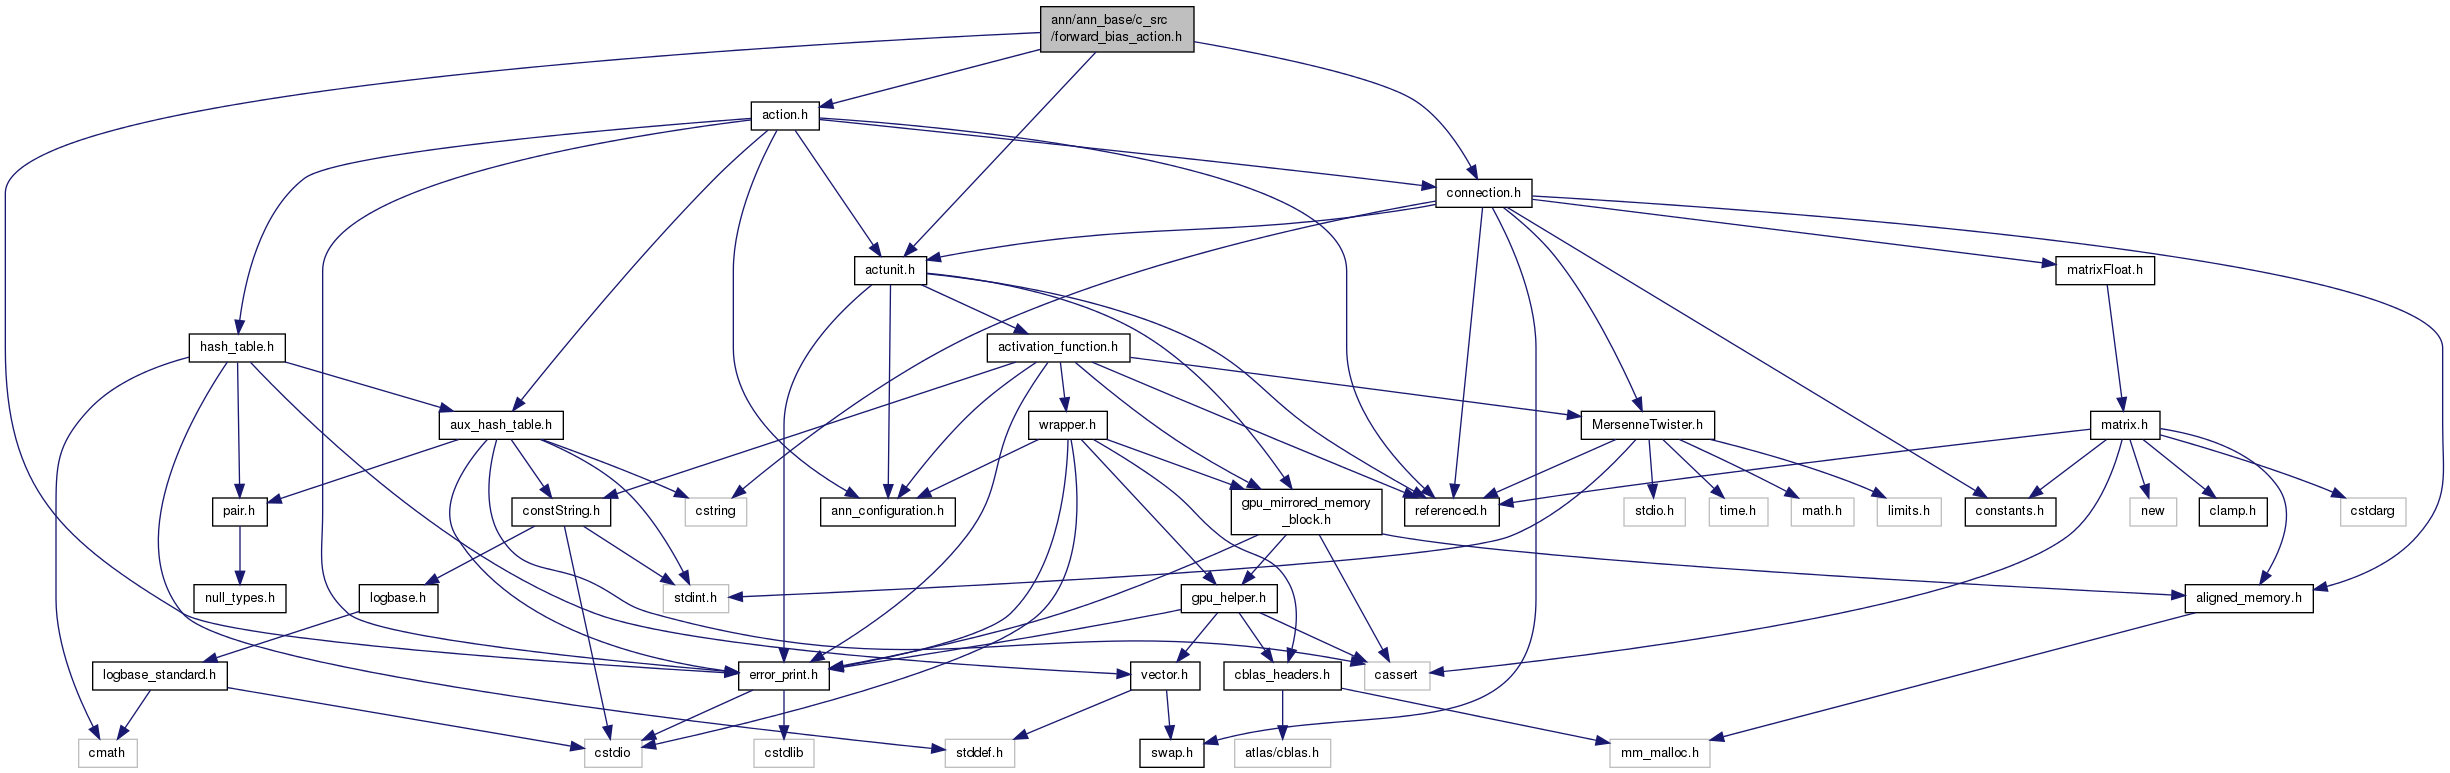 ann/ann_base/c_src
/forward_bias_action.h
action.h
connection.h
actunit.h
matrixFloat.h
hash_table.h
activation_function.h
aux_hash_table.h
wrapper.h
MersenneTwister.h
matrix.h
pair.h
constString.h
cstring
ann_configuration.h
gpu_mirrored_memory
_block.h
referenced.h
stdio.h
time.h
math.h
limits.h
constants.h
new
clamp.h
cstdarg
null_types.h
logbase.h
stdint.h
gpu_helper.h
aligned_memory.h
logbase_standard.h
error_print.h
vector.h
cblas_headers.h
cassert
cmath
cstdio
cstdlib
stddef.h
swap.h
atlas/cblas.h
mm_malloc.h